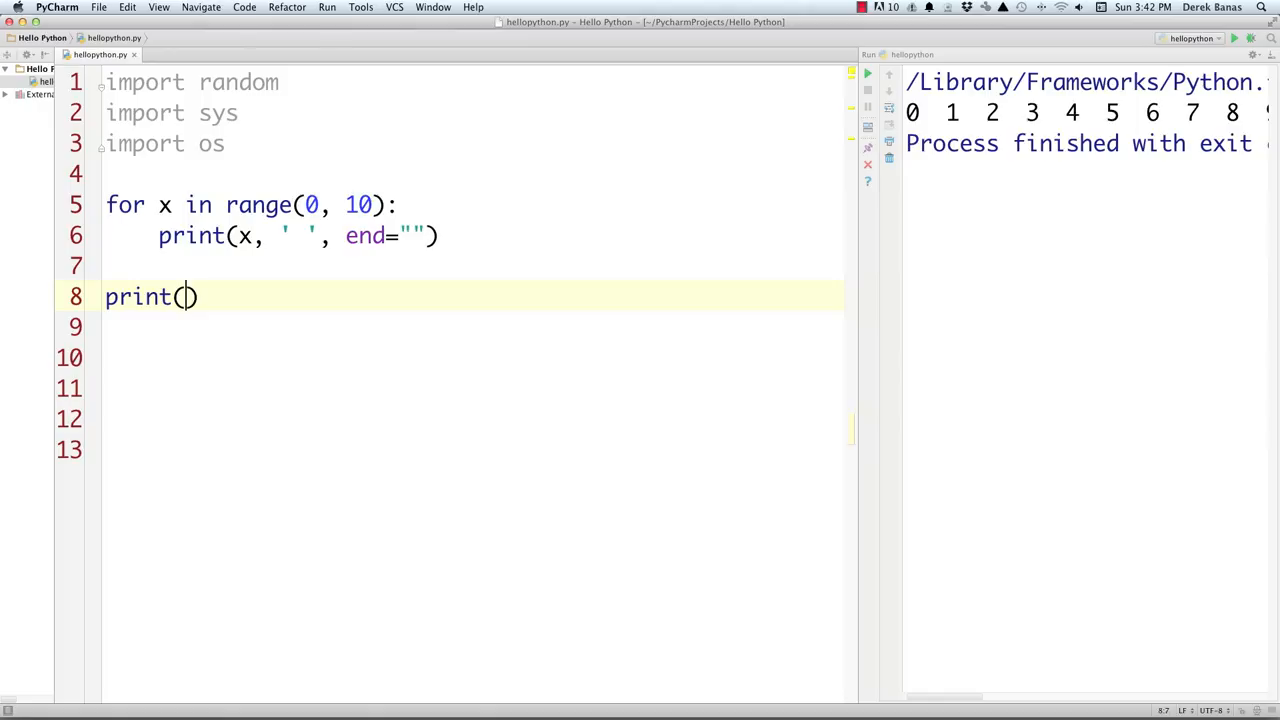 PyCharm File Edit View Navigate Code Refactor Run Tools VCS Window Help 10 Sun 3:42 PM Derek Banas
hellopython.py – Hello Python – [~/PycharmProjects/Hello Python]
Hello Python hellopython.py hellopython
hellopython.py Run hellopython
Hello P
hell
Externa
1 import random
2 import sys
3 import os
4
5 for x in range(0, 10):
6 print(x, ' ', end="")
7
8 print()
9
10
11
12
13
/Library/Frameworks/Python.
0 1 2 3 4 5 6 7 8
Process finished with exit
8:7 LF UTF-8